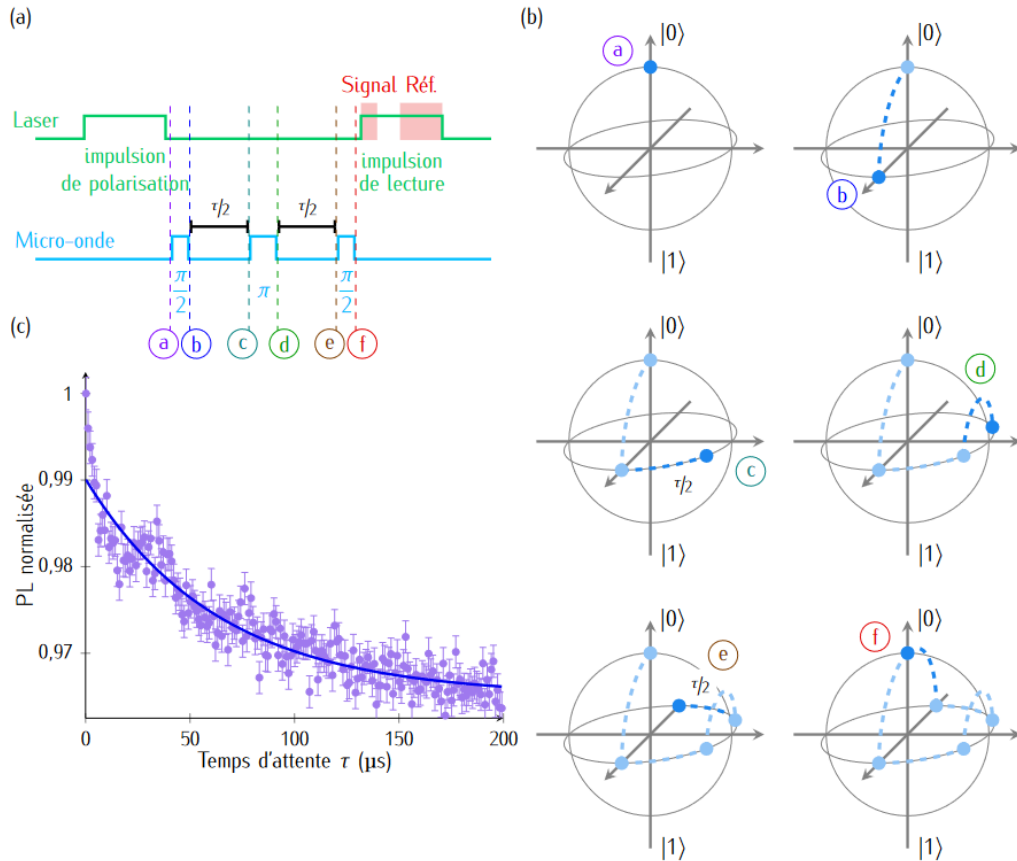 (a)
Signal Réf.
Laser
impulsion
de polarisation
impulsion
de lecture
τ/2
τ/2
Micro-onde
π/2
π
π/2
a
b
c
d
e
f
(c)
1
0,99
0,98
0,97
PL normalisée
0
50
100
150
200
Temps d'attente τ (µs)
(b)
a
|0⟩
|1⟩
|0⟩
b
|1⟩
|0⟩
c
τ/2
|1⟩
|0⟩
d
|1⟩
|0⟩
e
τ/2
|1⟩
f
|0⟩
|1⟩